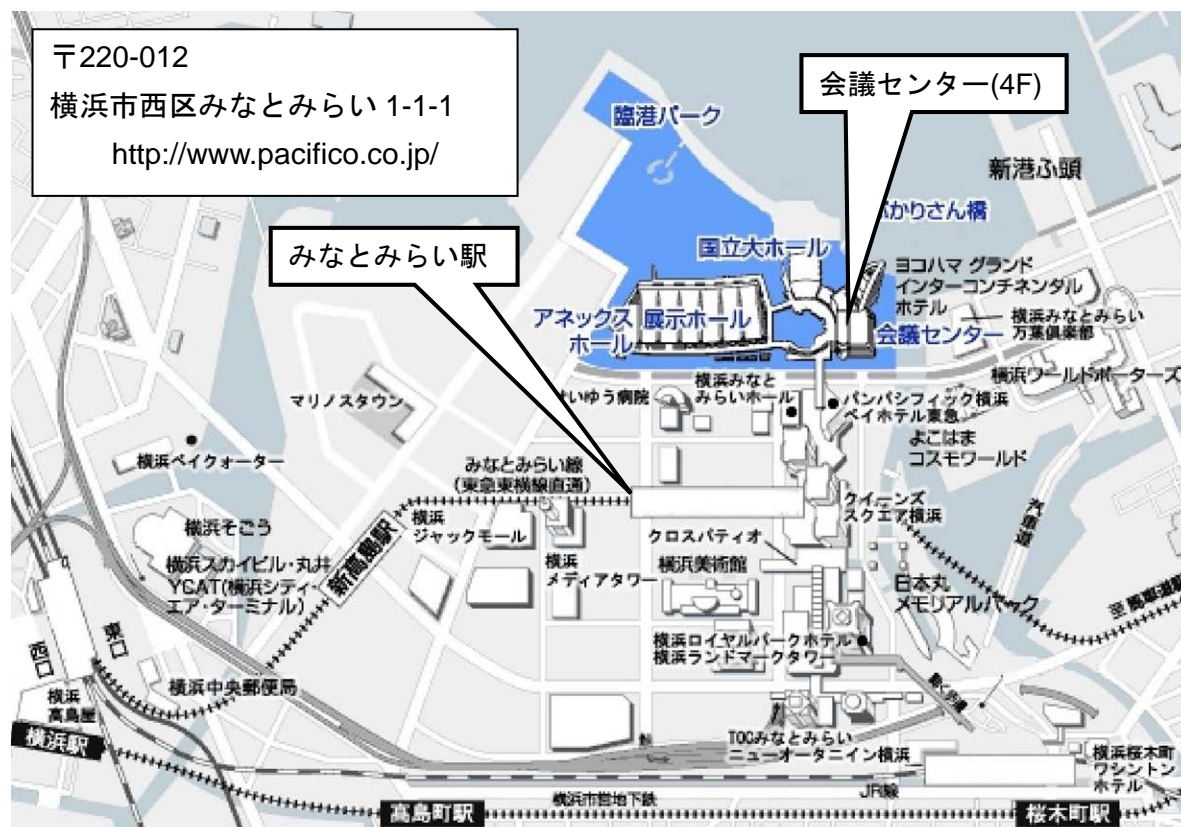 〒220-012
横浜市西区みなとみらい 1-1-1
http://www.pacifico.co.jp/
会議センター(4F)
みなとみらい駅
臨港パーク
新港ふ頭
かりさん橋
国立大ホール
ヨコハマ グランド
インターコンチネンタル
ホテル
横浜みなとみらい
万葉倶楽部
アネックス
ホール
展示ホール
会議センター
横浜ワールドポーターズ
けいゆう病院
横浜みなと
みらいホール
パンパシフィック横浜
ベイホテル東急
よこはま
コスモワールド
マリノスタウン
横浜ベイクォーター
みなとみらい線
(東急東横線直通)
横浜
ジャックモール
クイーンズ
スクエア横浜
汽車道
横浜そごう
新高島駅
クロスパティオ
横浜スカイビル・丸井
YCAT(横浜シティ・
エア・ターミナル)
横浜
メディアタワー
横浜美術館
日本丸
メモリアルパーク
馬車道駅
東口
西口
横浜ロイヤルパークホテル
横浜ランドマークタワー
横浜中央郵便局
横浜
高島屋
動く歩道
横浜駅
TOCみなとみらい
ニューオータニイン横浜
横浜桜木町
ワシントン
ホテル
JR線
横浜市営地下鉄
高島町駅
桜木町駅